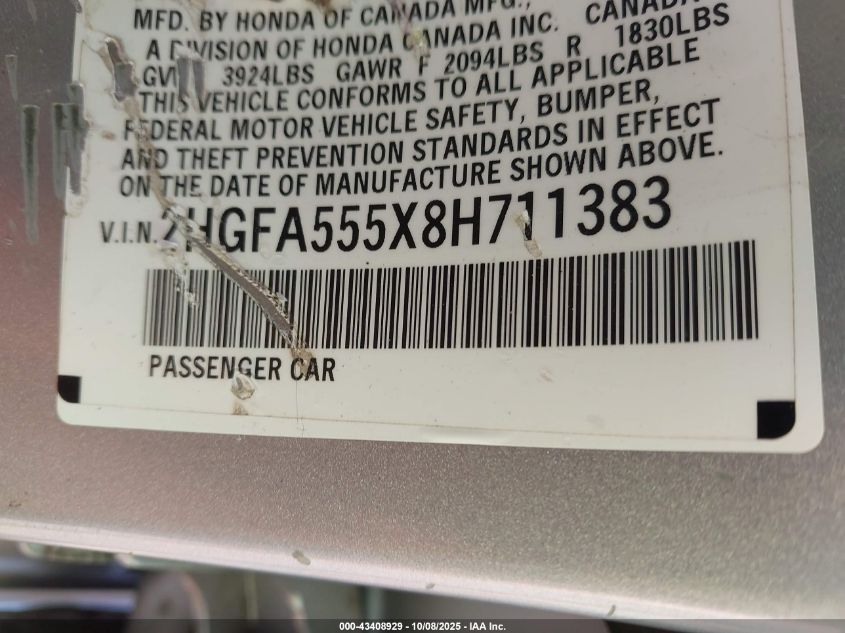 MFD. BY HONDA OF CANADA MFG.,
A DIVISION OF HONDA CANADA INC. CANADA
GVWR 3924LBS GAWR F 2094LBS R 1830LBS
THIS VEHICLE CONFORMS TO ALL APPLICABLE
FEDERAL MOTOR VEHICLE SAFETY, BUMPER,
AND THEFT PREVENTION STANDARDS IN EFFECT
ON THE DATE OF MANUFACTURE SHOWN ABOVE.
V.I.N. 2HGFA555X8H711383
PASSENGER CAR
000-43408929 - 10/08/2025 - IAA Inc.